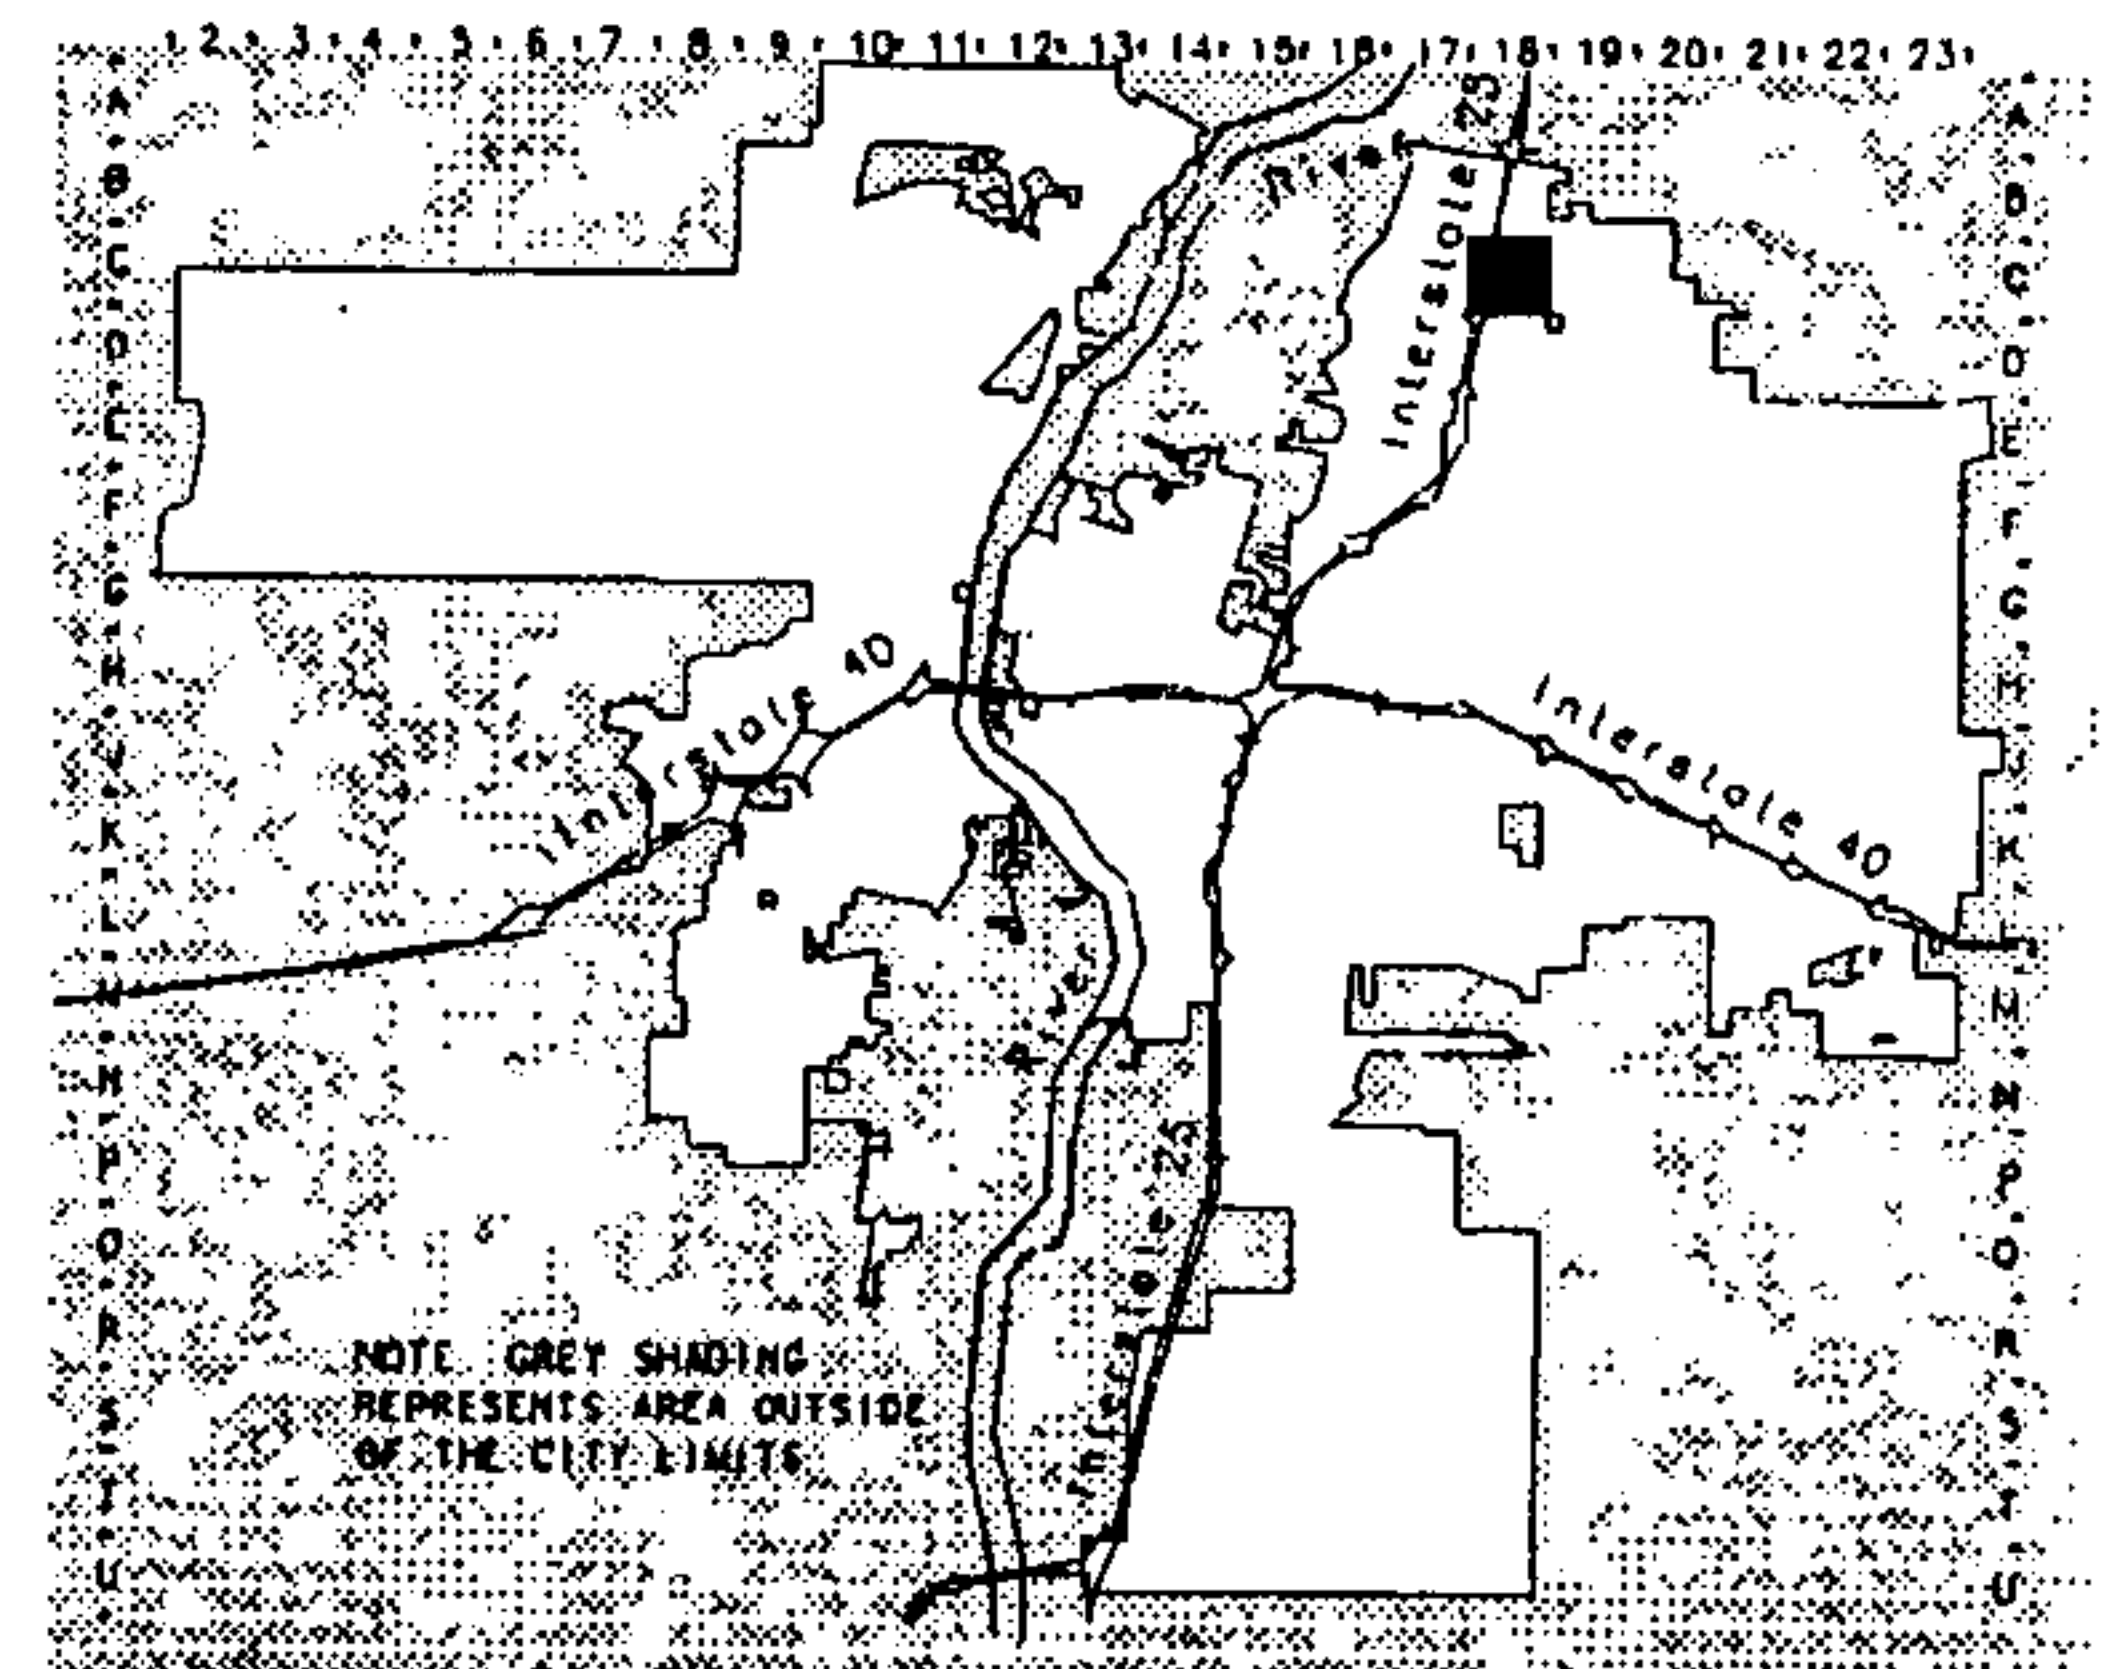 1 2 3 4 5 6 7 8 9 10 11 12 13 14 15 16 17 18 19 20 21 22 23
A A
B B
C C
D D
E E
F F
G G
H H
J J
K K
L L
M M
N N
P P
Q Q
R R
S S
T T
U U
Interstate 25
River
Interstate 40
Interstate 40
River
Interstate 25
NOTE GREY SHADING
REPRESENTS AREA OUTSIDE
OF THE CITY LIMITS